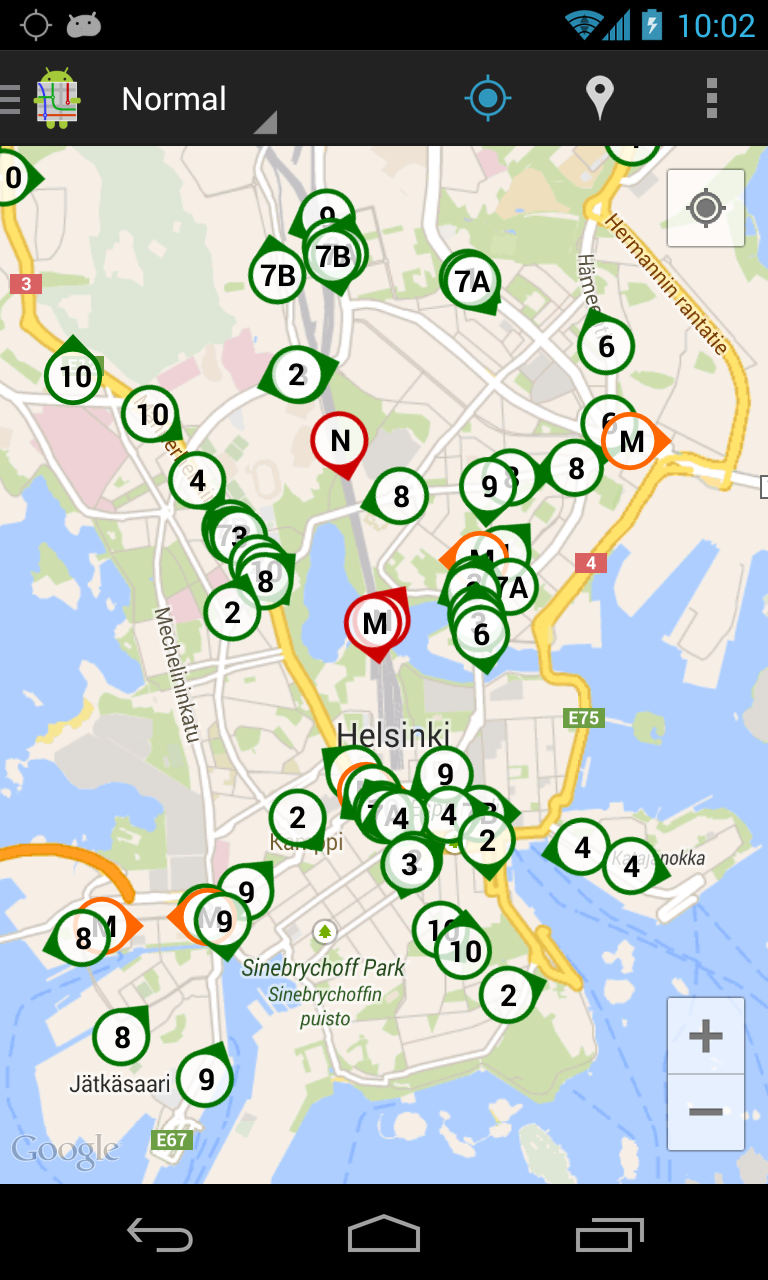 10:02
Normal
0
9
7B
7B
7A
3
Hermannin rantatie
6
10
2
10
6
M
N
4
8
9
8
8
3
M
4
8
7A
2
6
M
Mechelininkatu
E75
Helsinki
9
2
4
4
7B
2
Kamppi
3
4
4
Katajanokka
9
M
8
9
10
10
Sinebrychoff Park
Sinebrychoffin
puisto
2
8
Jätkäsaari
9
E67
Google